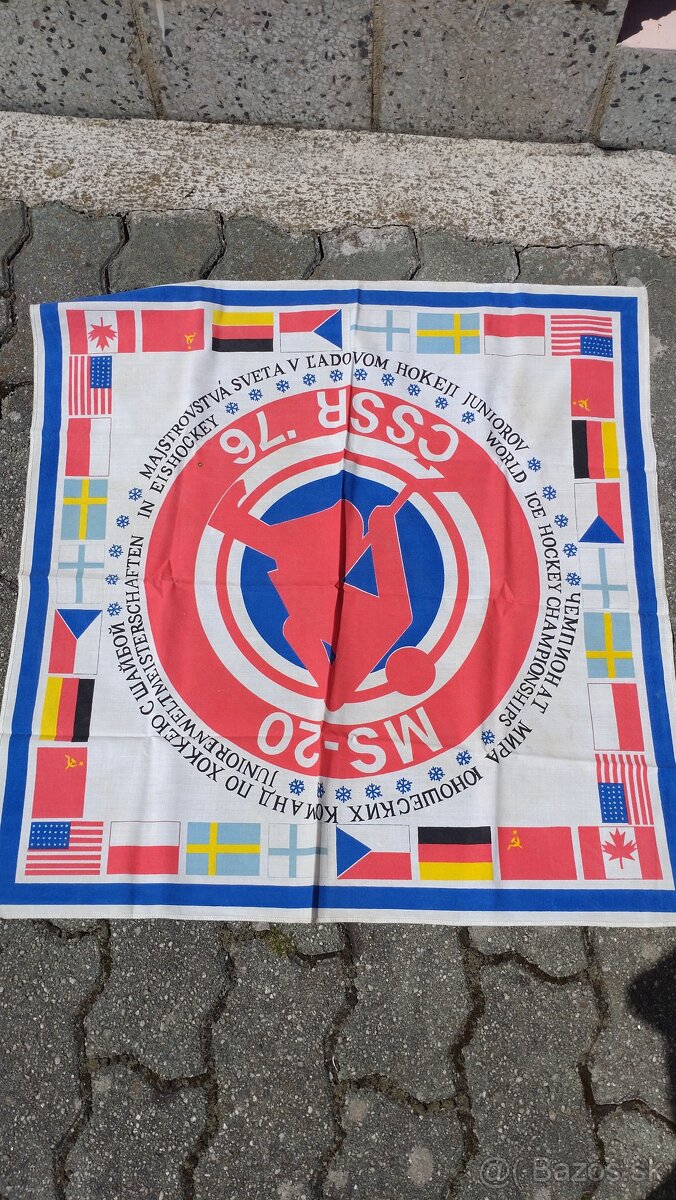 MAJSTROVSTVÁ SVETA V ĽADOVOM HOKEJI JUNIOROV
WORLD ICE HOCKEY CHAMPIONSHIPS
ЧЕМПИОНАТ МИРА ЮНОШЕСКИХ КОМАНД ПО ХОККЕЮ С ШАЙБОЙ
JUNIORENWELTMEISTERSCHAFTEN IN EISHOCKEY
MS-20
CSSR '76
@ Bazos.sk